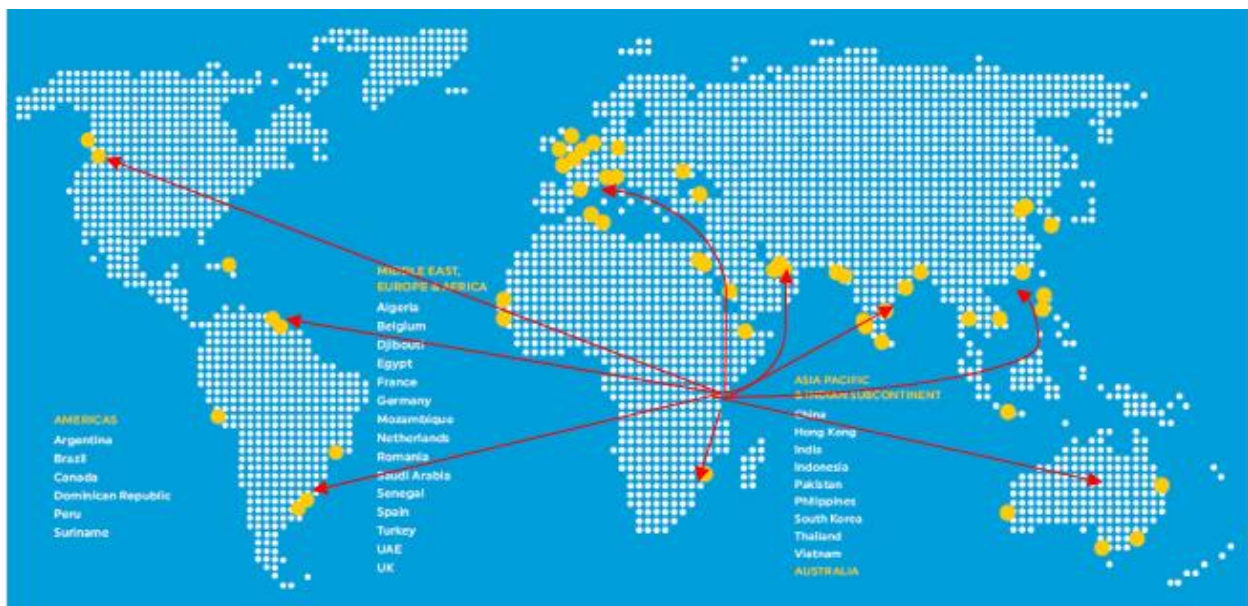 AMERICAS
Argentina
Brazil
Canada
Dominican Republic
Peru
Suriname
MIDDLE EAST,
EUROPE & AFRICA
Algeria
Belgium
Djibouti
Egypt
France
Germany
Mozambique
Netherlands
Romania
Saudi Arabia
Senegal
Spain
Turkey
UAE
UK
ASIA PACIFIC
& INDIAN SUBCONTINENT
China
Hong Kong
India
Indonesia
Pakistan
Philippines
South Korea
Thailand
Vietnam
AUSTRALIA